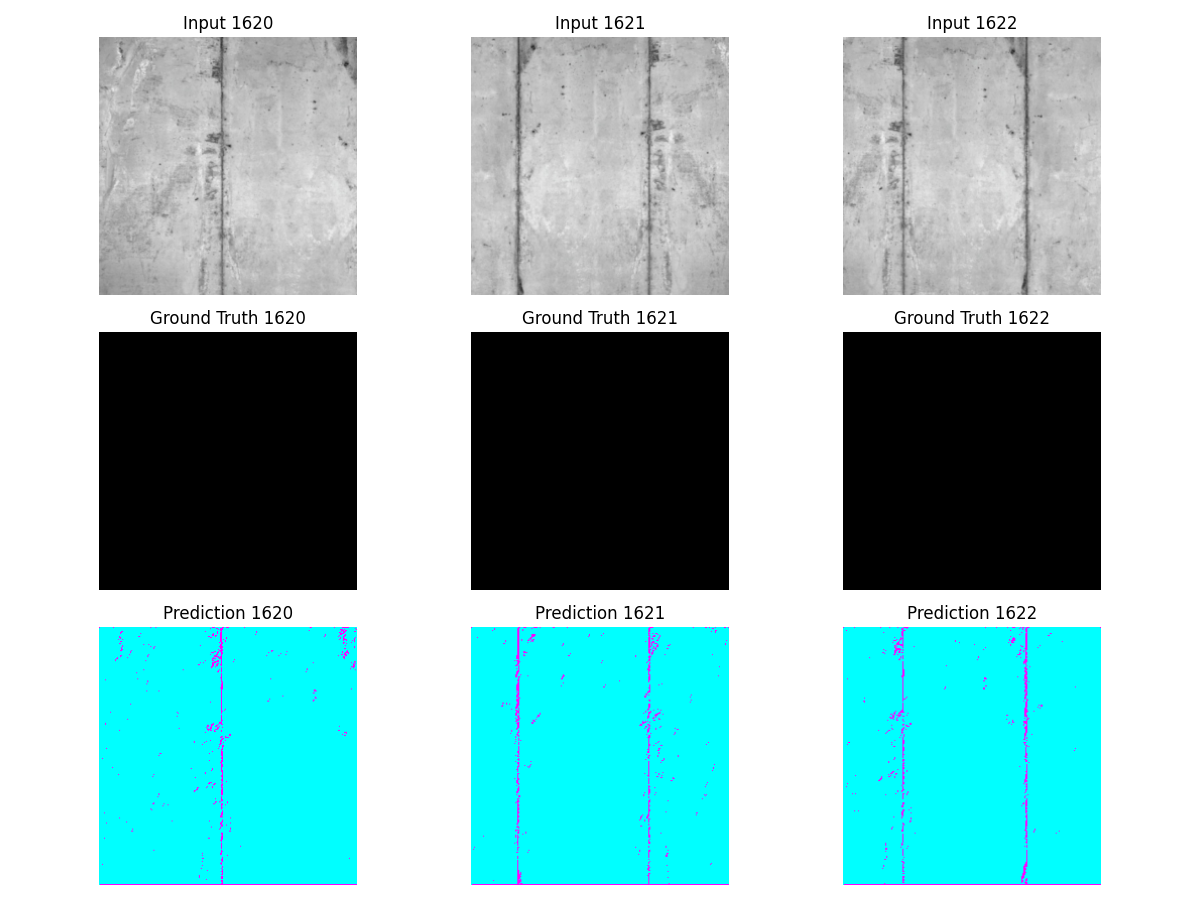 Input 1620
Input 1621
Input 1622
Ground Truth 1620
Ground Truth 1621
Ground Truth 1622
Prediction 1620
Prediction 1621
Prediction 1622